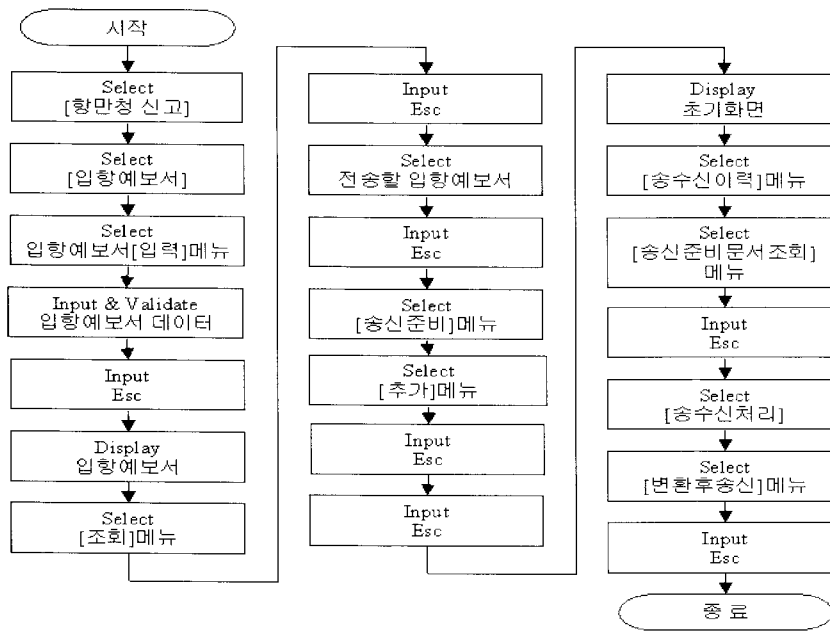 시작
Select
[항만청 신고]
Select
[입항예보서]
Select
입항예보서[입력]메뉴
Input & Validate
입항예보서 데이터
Input
Esc
Display
입항예보서
Select
[조회]메뉴
Input
Esc
Select
전송할 입항예보서
Input
Esc
Select
[송신준비]메뉴
Select
[추가]메뉴
Input
Esc
Input
Esc
Display
초기화면
Select
[송수신이력]메뉴
Select
[송신준비문서조회]
메뉴
Input
Esc
Select
[송수신처리]
Select
[변환후송신]메뉴
Input
Esc
종 료